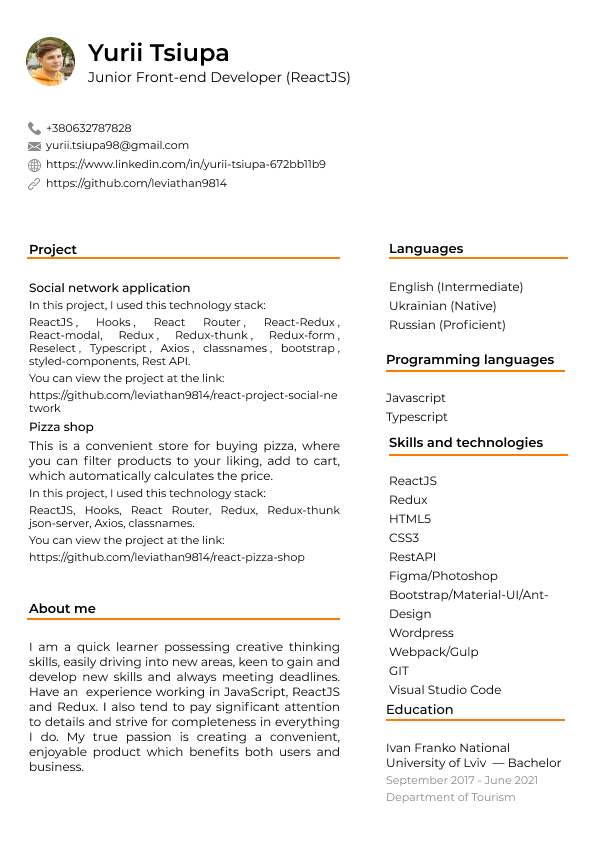 Yurii Tsiupa
Junior Front-end Developer (ReactJS)
+380632787828
yurii.tsiupa98@gmail.com
https://www.linkedin.com/in/yurii-tsiupa-672bb11b9
https://github.com/leviathan9814
Project
Social network application
In this project, I used this technology stack:
ReactJS , Hooks , React Router , React-Redux ,
React-modal, Redux , Redux-thunk , Redux-form ,
Reselect , Typescript , Axios , classnames , bootstrap ,
styled-components, Rest API.
You can view the project at the link:
https://github.com/leviathan9814/react-project-social-ne
twork
Pizza shop
This is a convenient store for buying pizza, where
you can filter products to your liking, add to cart,
which automatically calculates the price.
In this project, I used this technology stack:
ReactJS, Hooks, React Router, Redux, Redux-thunk
json-server, Axios, classnames.
You can view the project at the link:
https://github.com/leviathan9814/react-pizza-shop
About me
I am a quick learner possessing creative thinking
skills, easily driving into new areas, keen to gain and
develop new skills and always meeting deadlines.
Have an experience working in JavaScript, ReactJS
and Redux. I also tend to pay significant attention
to details and strive for completeness in everything
I do. My true passion is creating a convenient,
enjoyable product which benefits both users and
business.
Languages
English (Intermediate)
Ukrainian (Native)
Russian (Proficient)
Programming languages
Javascript
Typescript
Skills and technologies
ReactJS
Redux
HTML5
CSS3
RestAPI
Figma/Photoshop
Bootstrap/Material-UI/Ant-
Design
Wordpress
Webpack/Gulp
GIT
Visual Studio Code
Education
Ivan Franko National
University of Lviv — Bachelor
September 2017 - June 2021
Department of Tourism